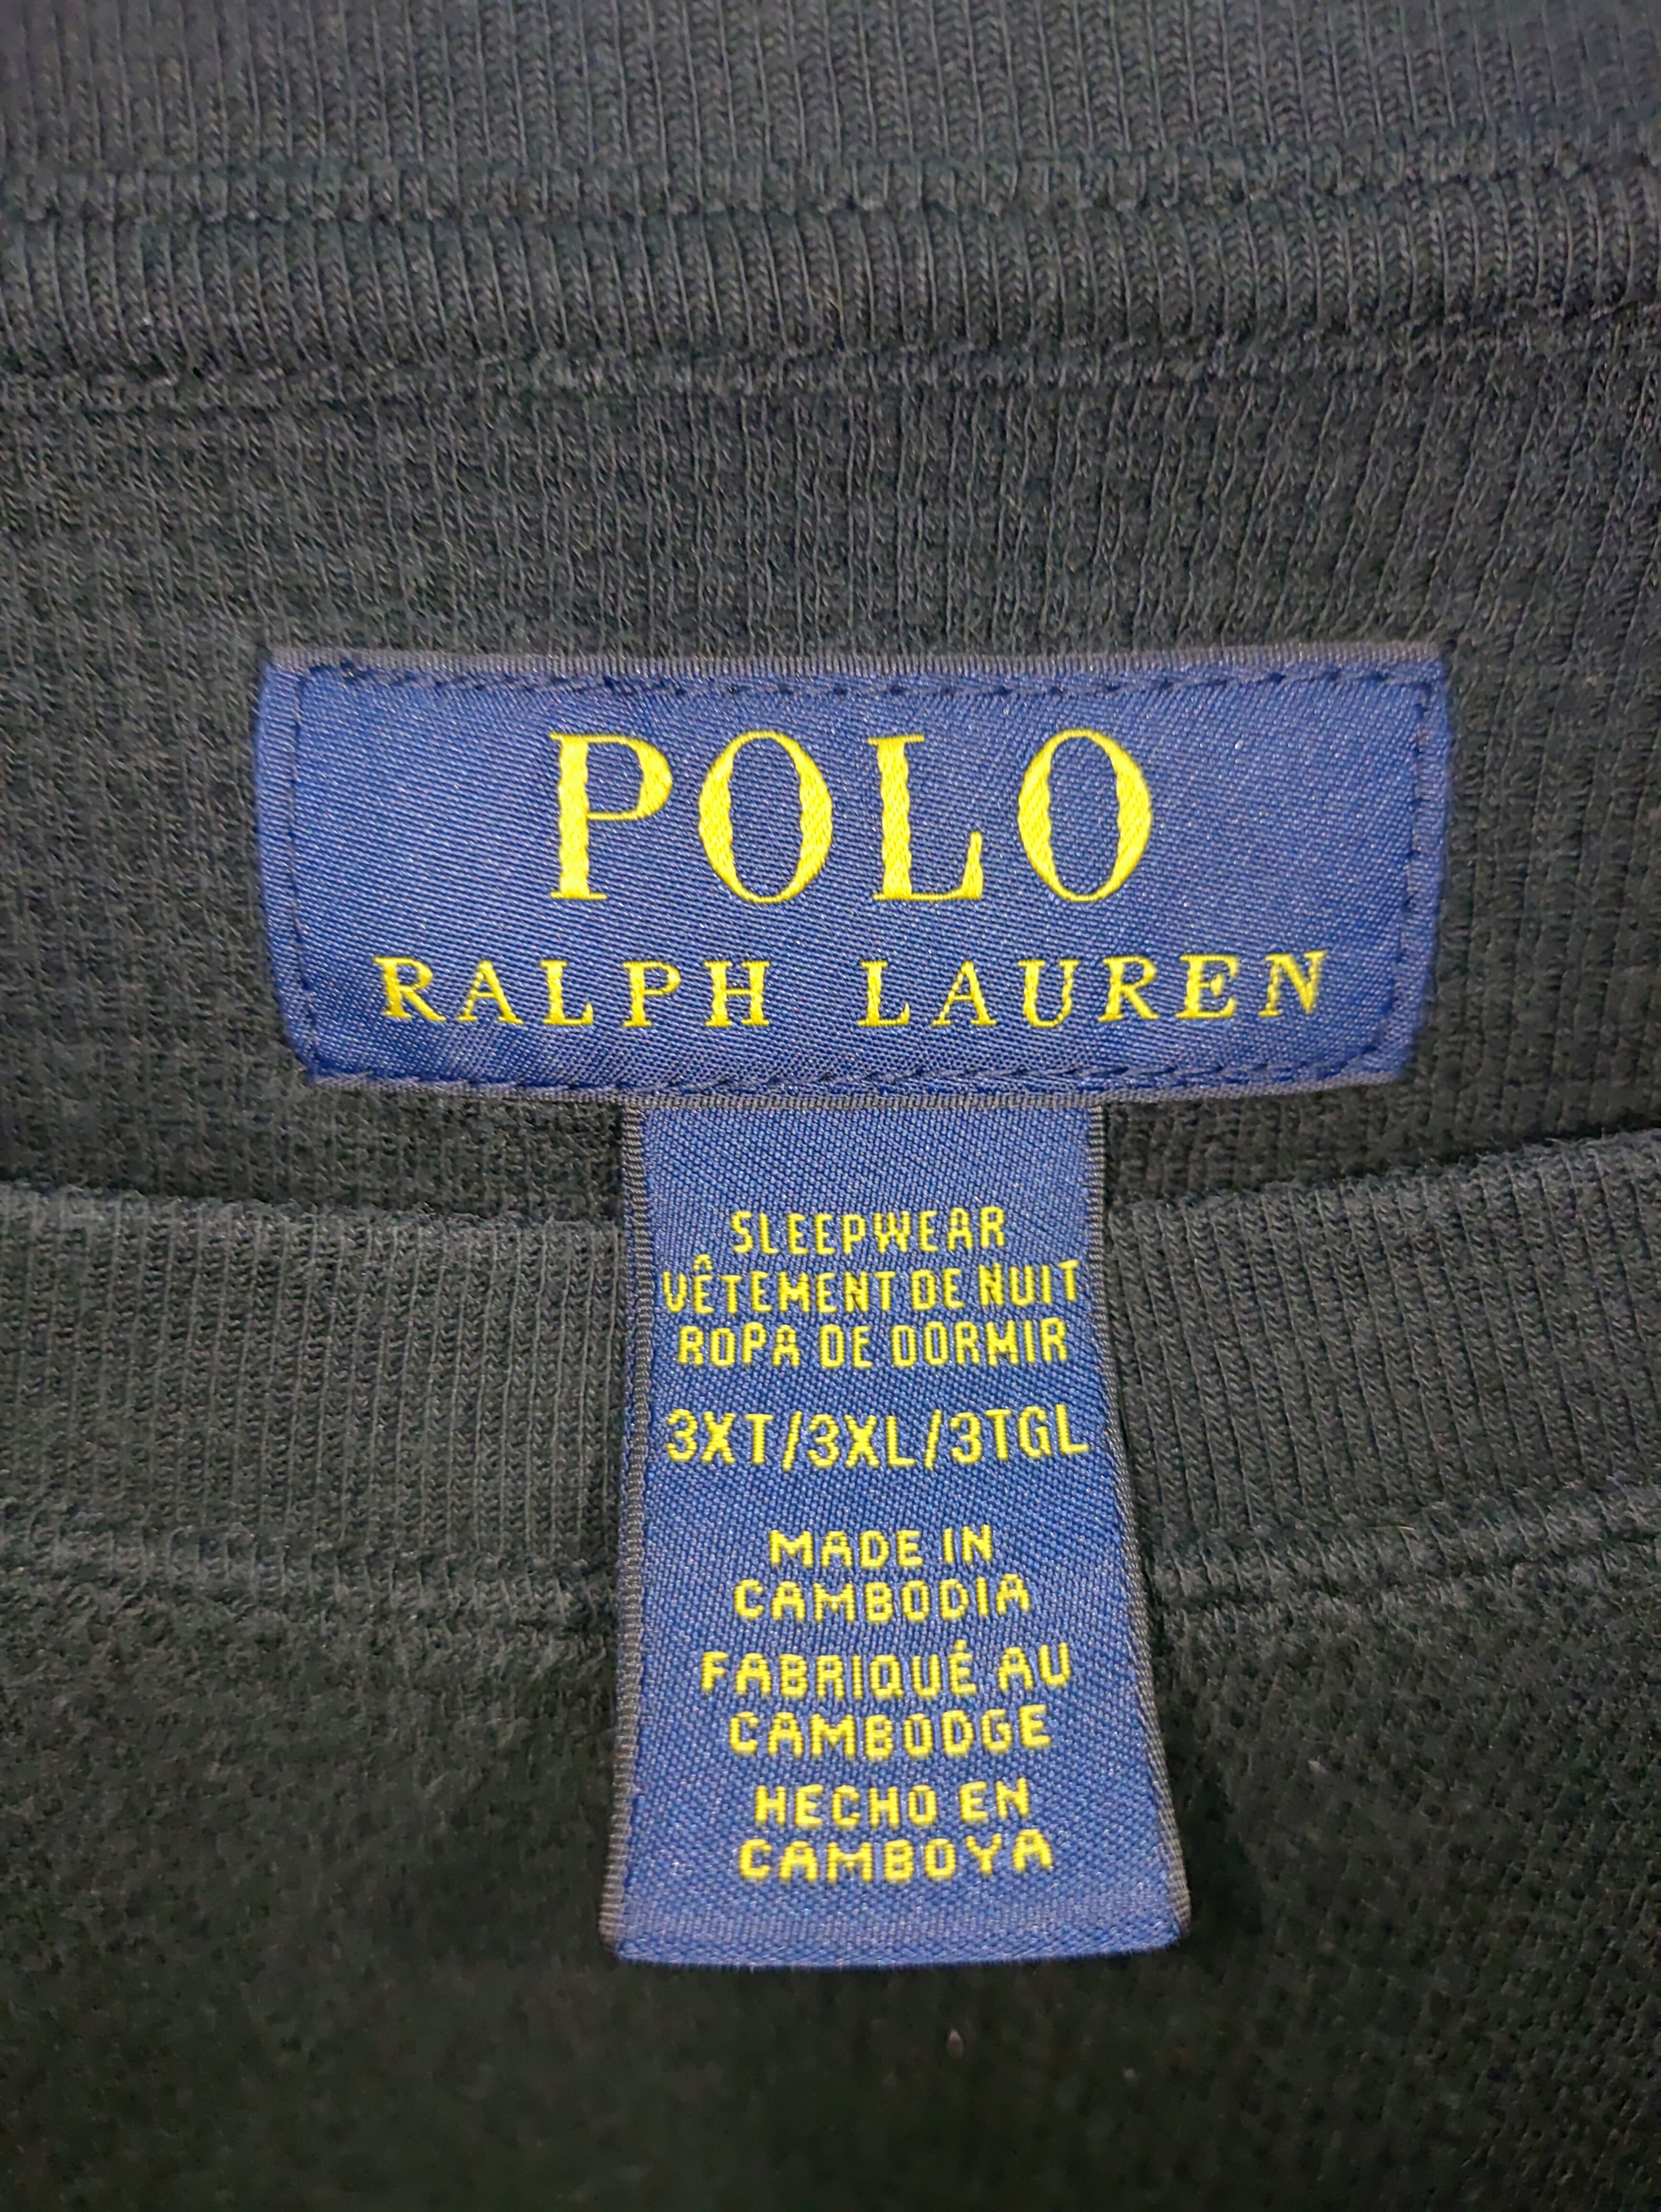 POLO
RALPH LAUREN
SLEEPWEAR
VÊTEMENT DE NUIT
ROPA DE DORMIR
3XT/3XL/3TGL
MADE IN
CAMBODIA
FABRIQUÉ AU
CAMBODGE
HECHO EN
CAMBOYA